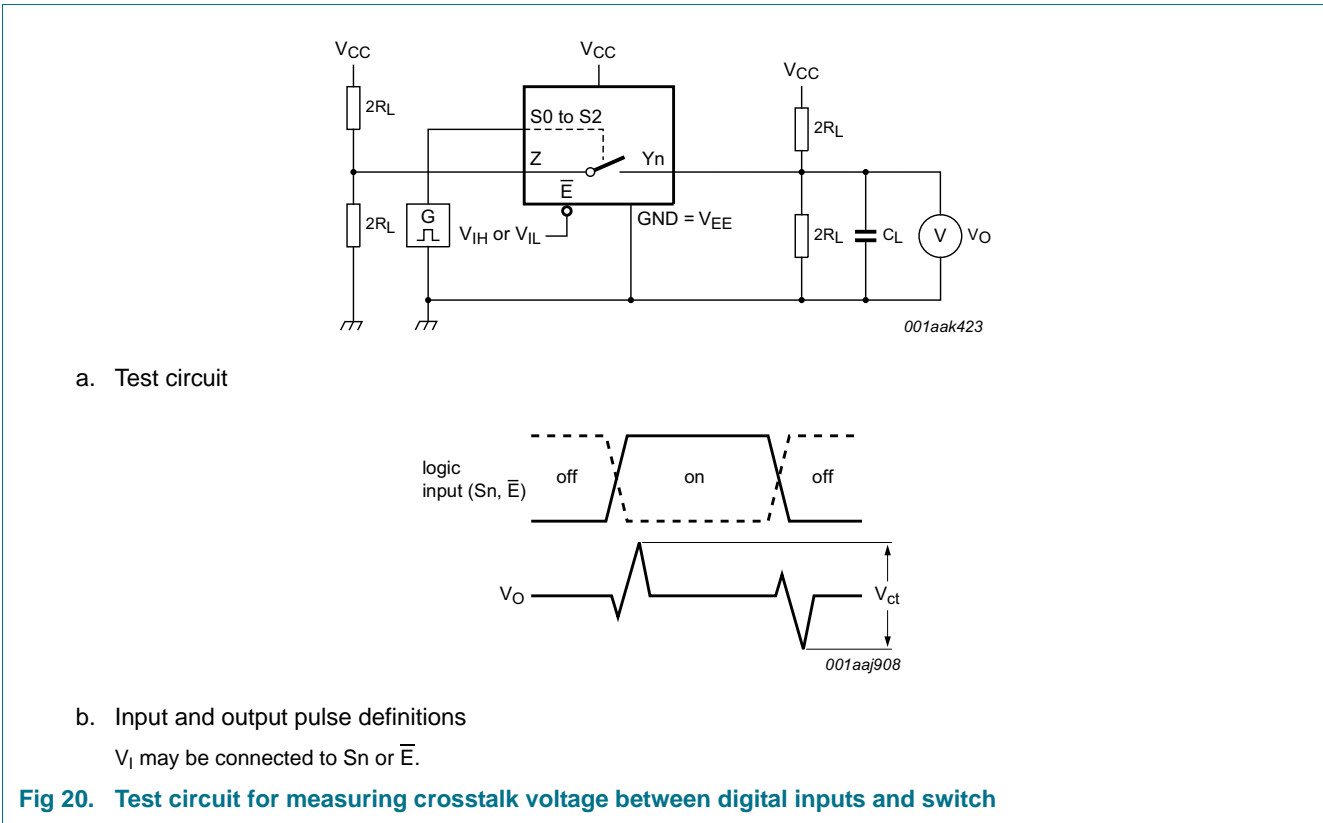 VCC VCC VCC
2RL 2RL
S0 to S2
Z Yn
E̅
2RL G VIH or VIL GND = VEE 2RL CL V VO
001aak423
a. Test circuit
logic
input (Sn, E̅) off on off
VO Vct
001aaj908
b. Input and output pulse definitions
VI may be connected to Sn or E̅.
Fig 20. Test circuit for measuring crosstalk voltage between digital inputs and switch